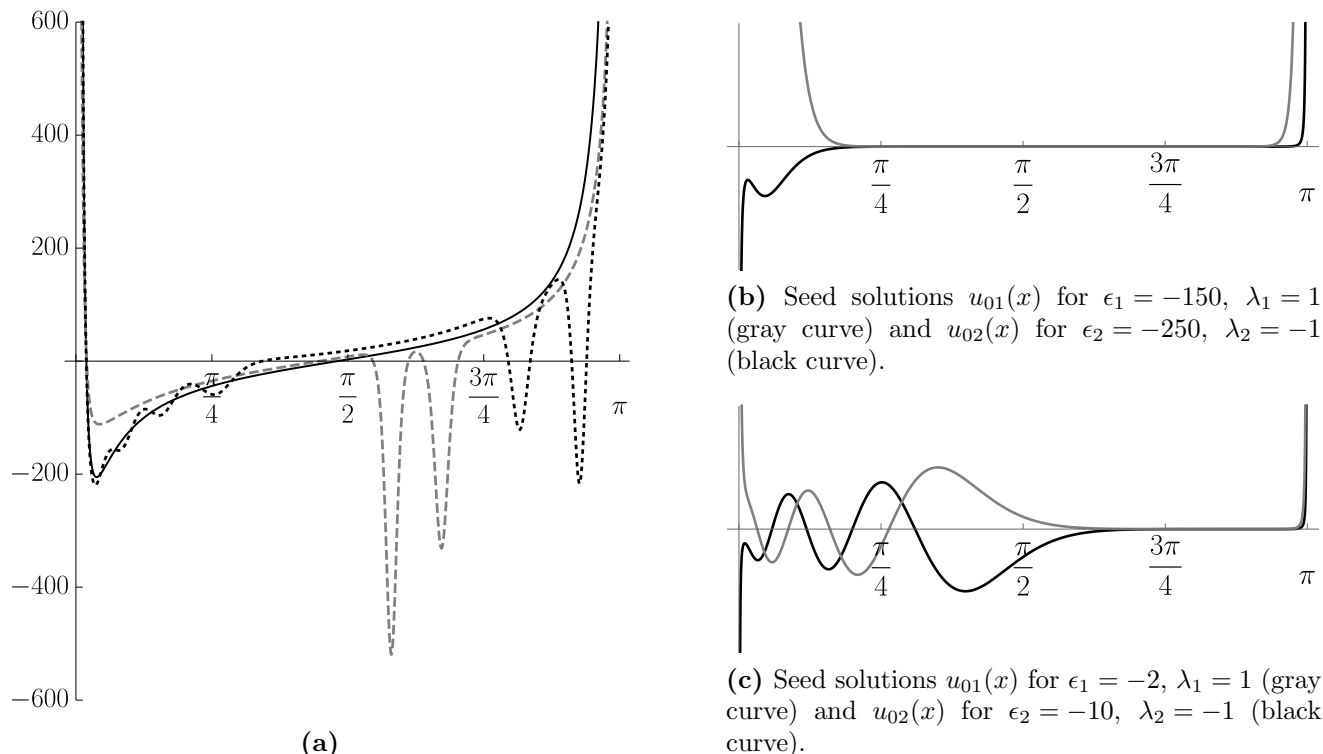 600
400
200
−200
−400
−600
π/4
π/2
3π/4
π
(a)
π/4
π/2
3π/4
π
(b) Seed solutions u₀₁(x) for ϵ₁ = −150, λ₁ = 1
(gray curve) and u₀₂(x) for ϵ₂ = −250, λ₂ = −1
(black curve).
π/4
π/2
3π/4
π
(c) Seed solutions u₀₁(x) for ϵ₁ = −2, λ₁ = 1 (gray
curve) and u₀₂(x) for ϵ₂ = −10, λ₂ = −1 (black
curve).